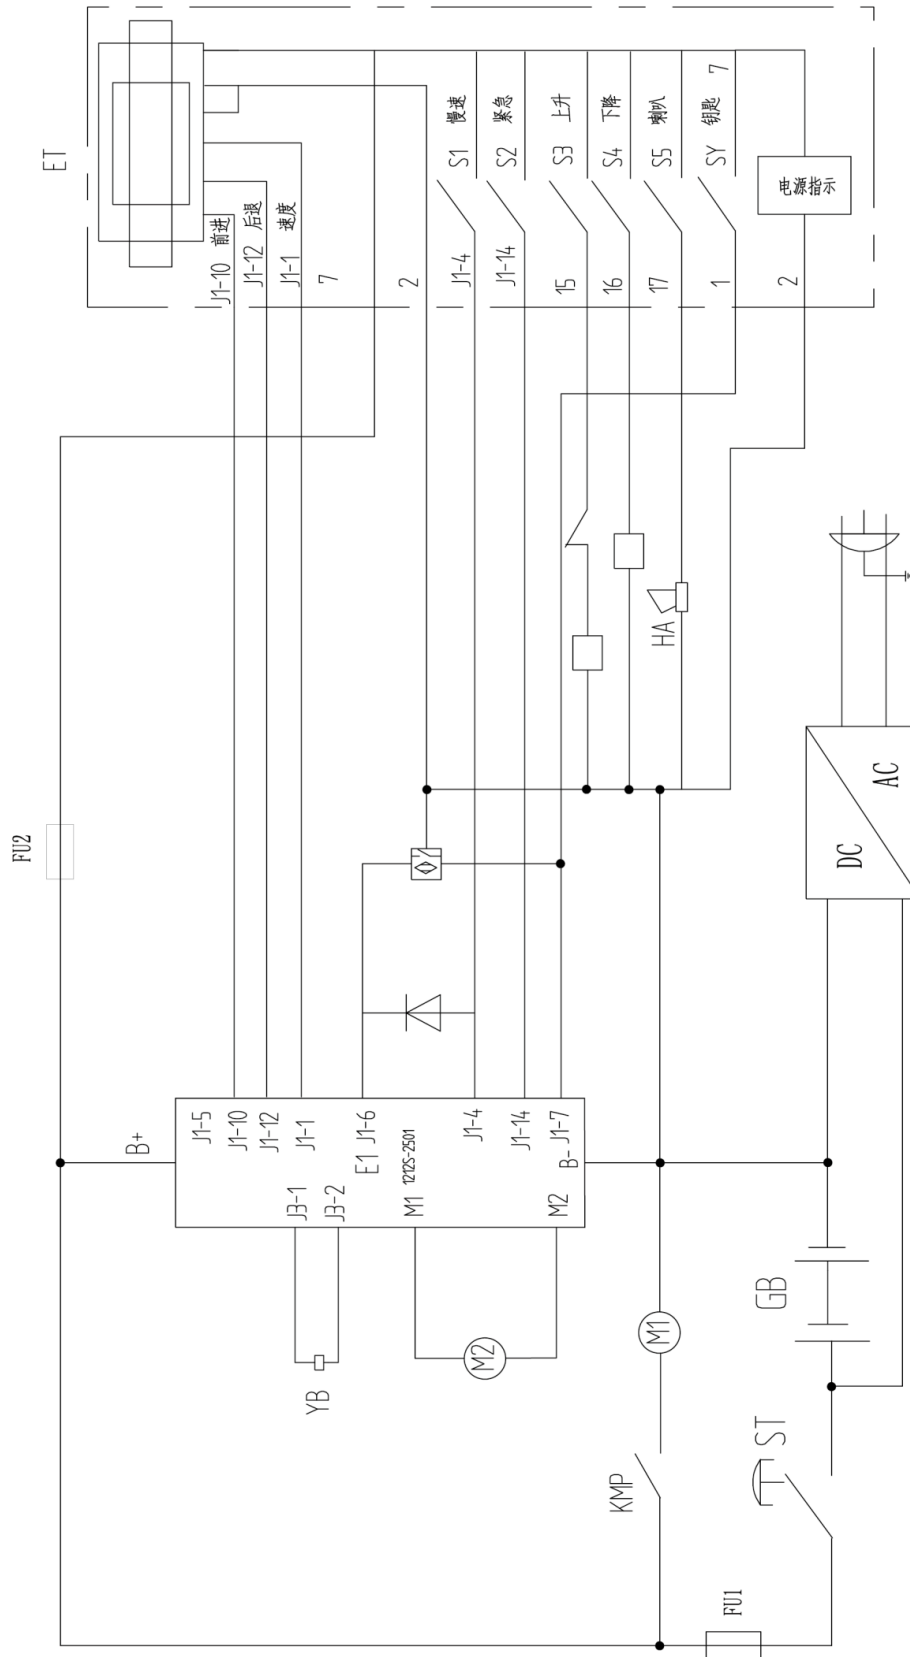 ET
J1-10 前进
J1-12 后退
J1-1 速度
7
2
J1-4 S1 慢速
J1-14 S2 紧急
15 S3 上升
16 S4 下降
17 S5 喇叭
1 SY 钥匙 7
2
电源指示
HA
FU2
DC
AC
B+
J1-5
J1-10
J1-12
J1-1
E1 J1-6
1212S-2501
J1-4
J1-14
B- J1-7
J3-1
J3-2
M1
M2
YB
M2
M1
GB
KMP
ST
FU1